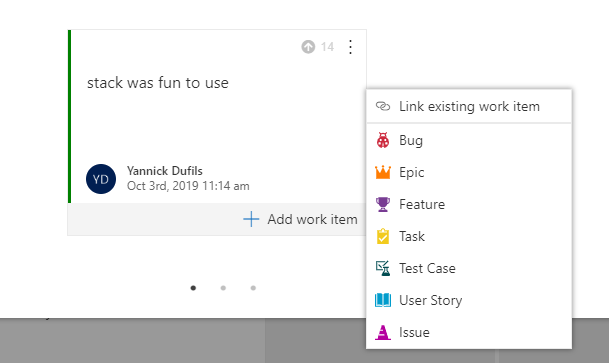 14
stack was fun to use
YD
Yannick Dufils
Oct 3rd, 2019 11:14 am
Add work item
Link existing work item
Bug
Epic
Feature
Task
Test Case
User Story
Issue